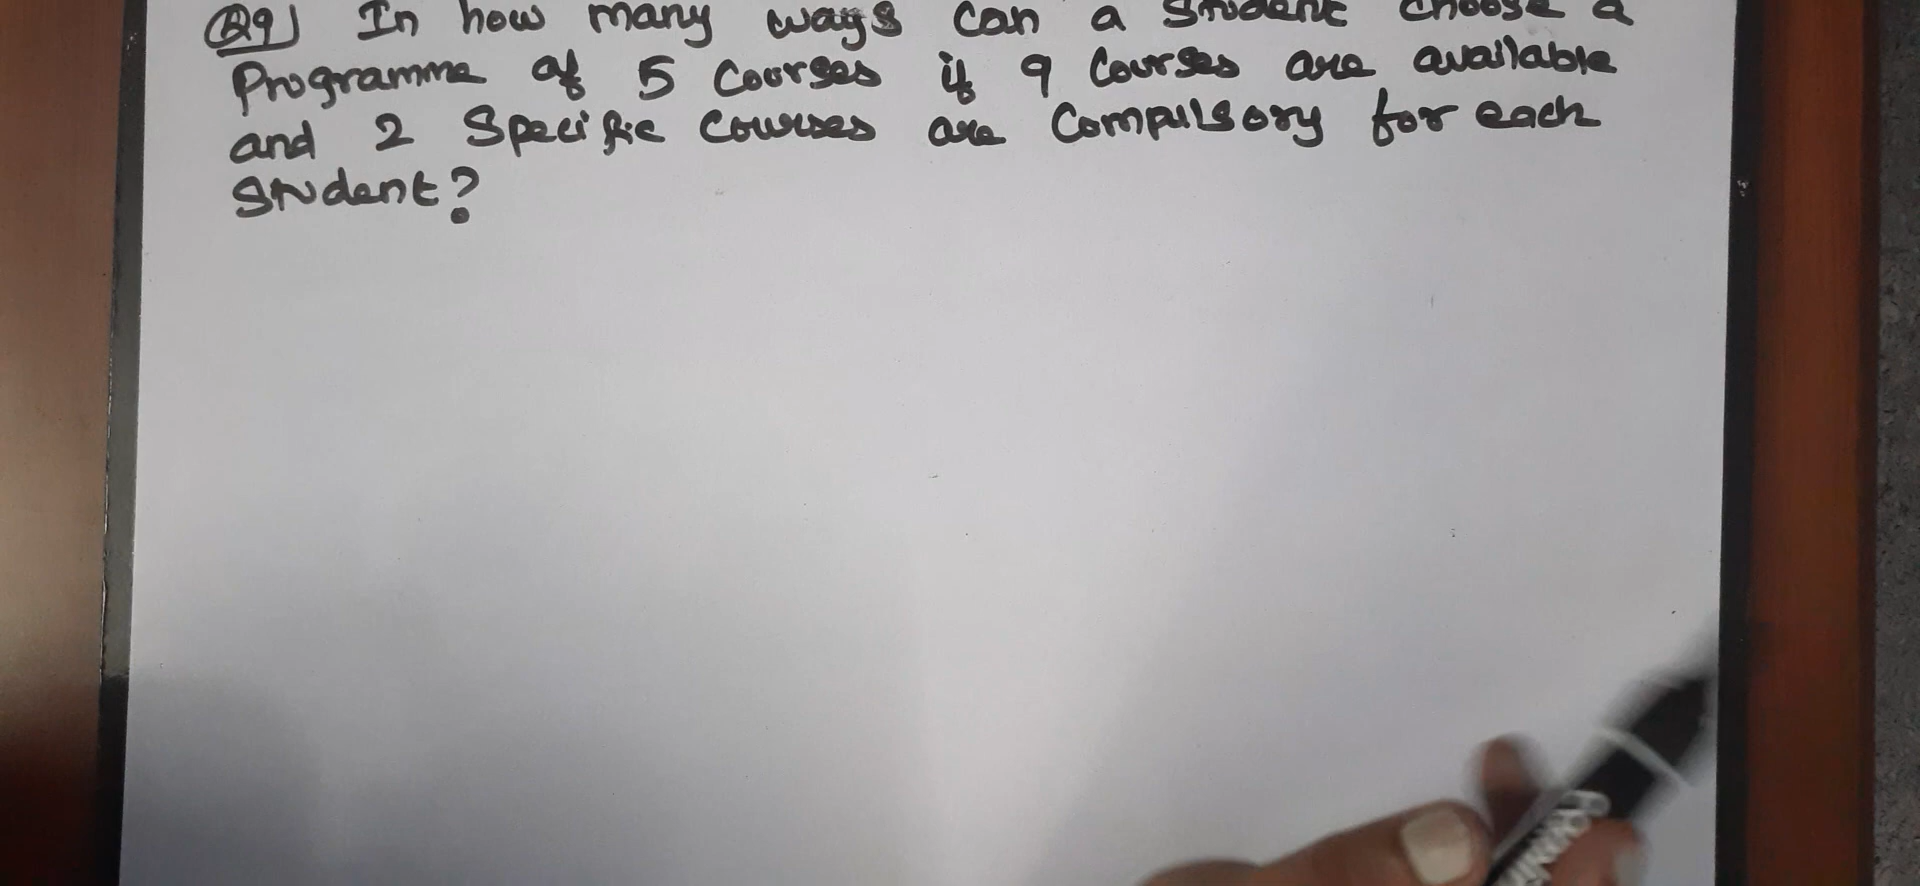 Q9) In how many ways can a student choose a
Programme of 5 Courses if 9 Courses are available
and 2 Specific Courses are Compulsory for each
Student?